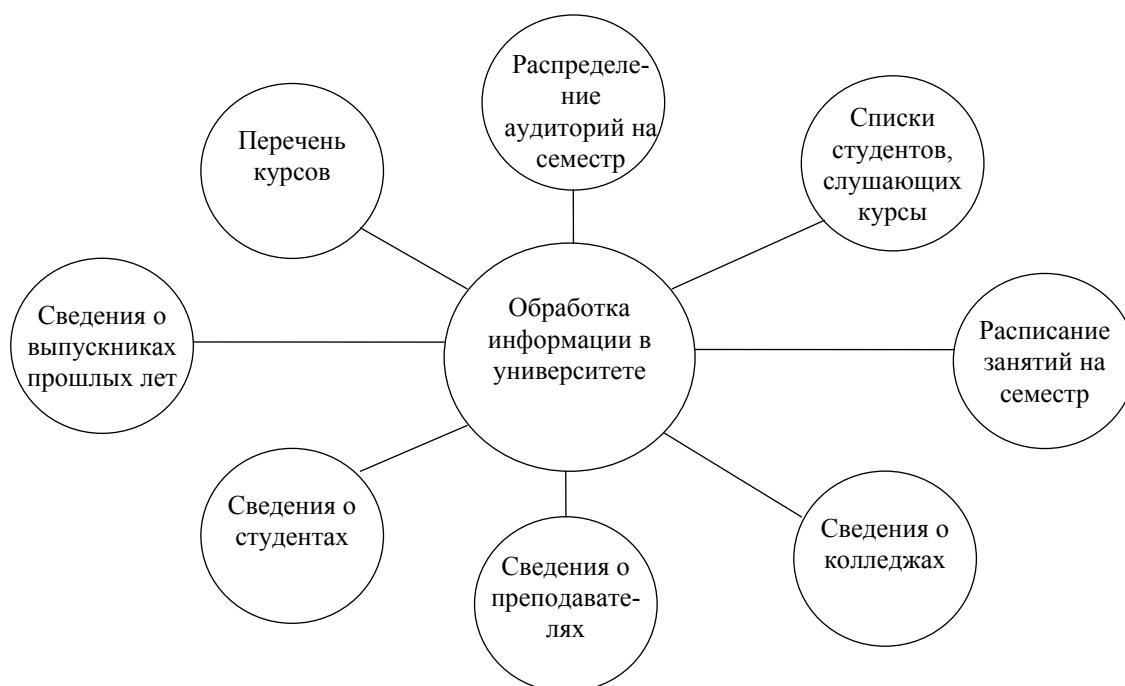 Распределе-
ние
аудиторий на
семестр
Перечень
курсов
Списки
студентов,
слушающих
курсы
Сведения о
выпускниках
прошлых лет
Обработка
информации в
университете
Расписание
занятий на
семестр
Сведения о
студентах
Сведения о
преподавате-
лях
Сведения о
колледжах